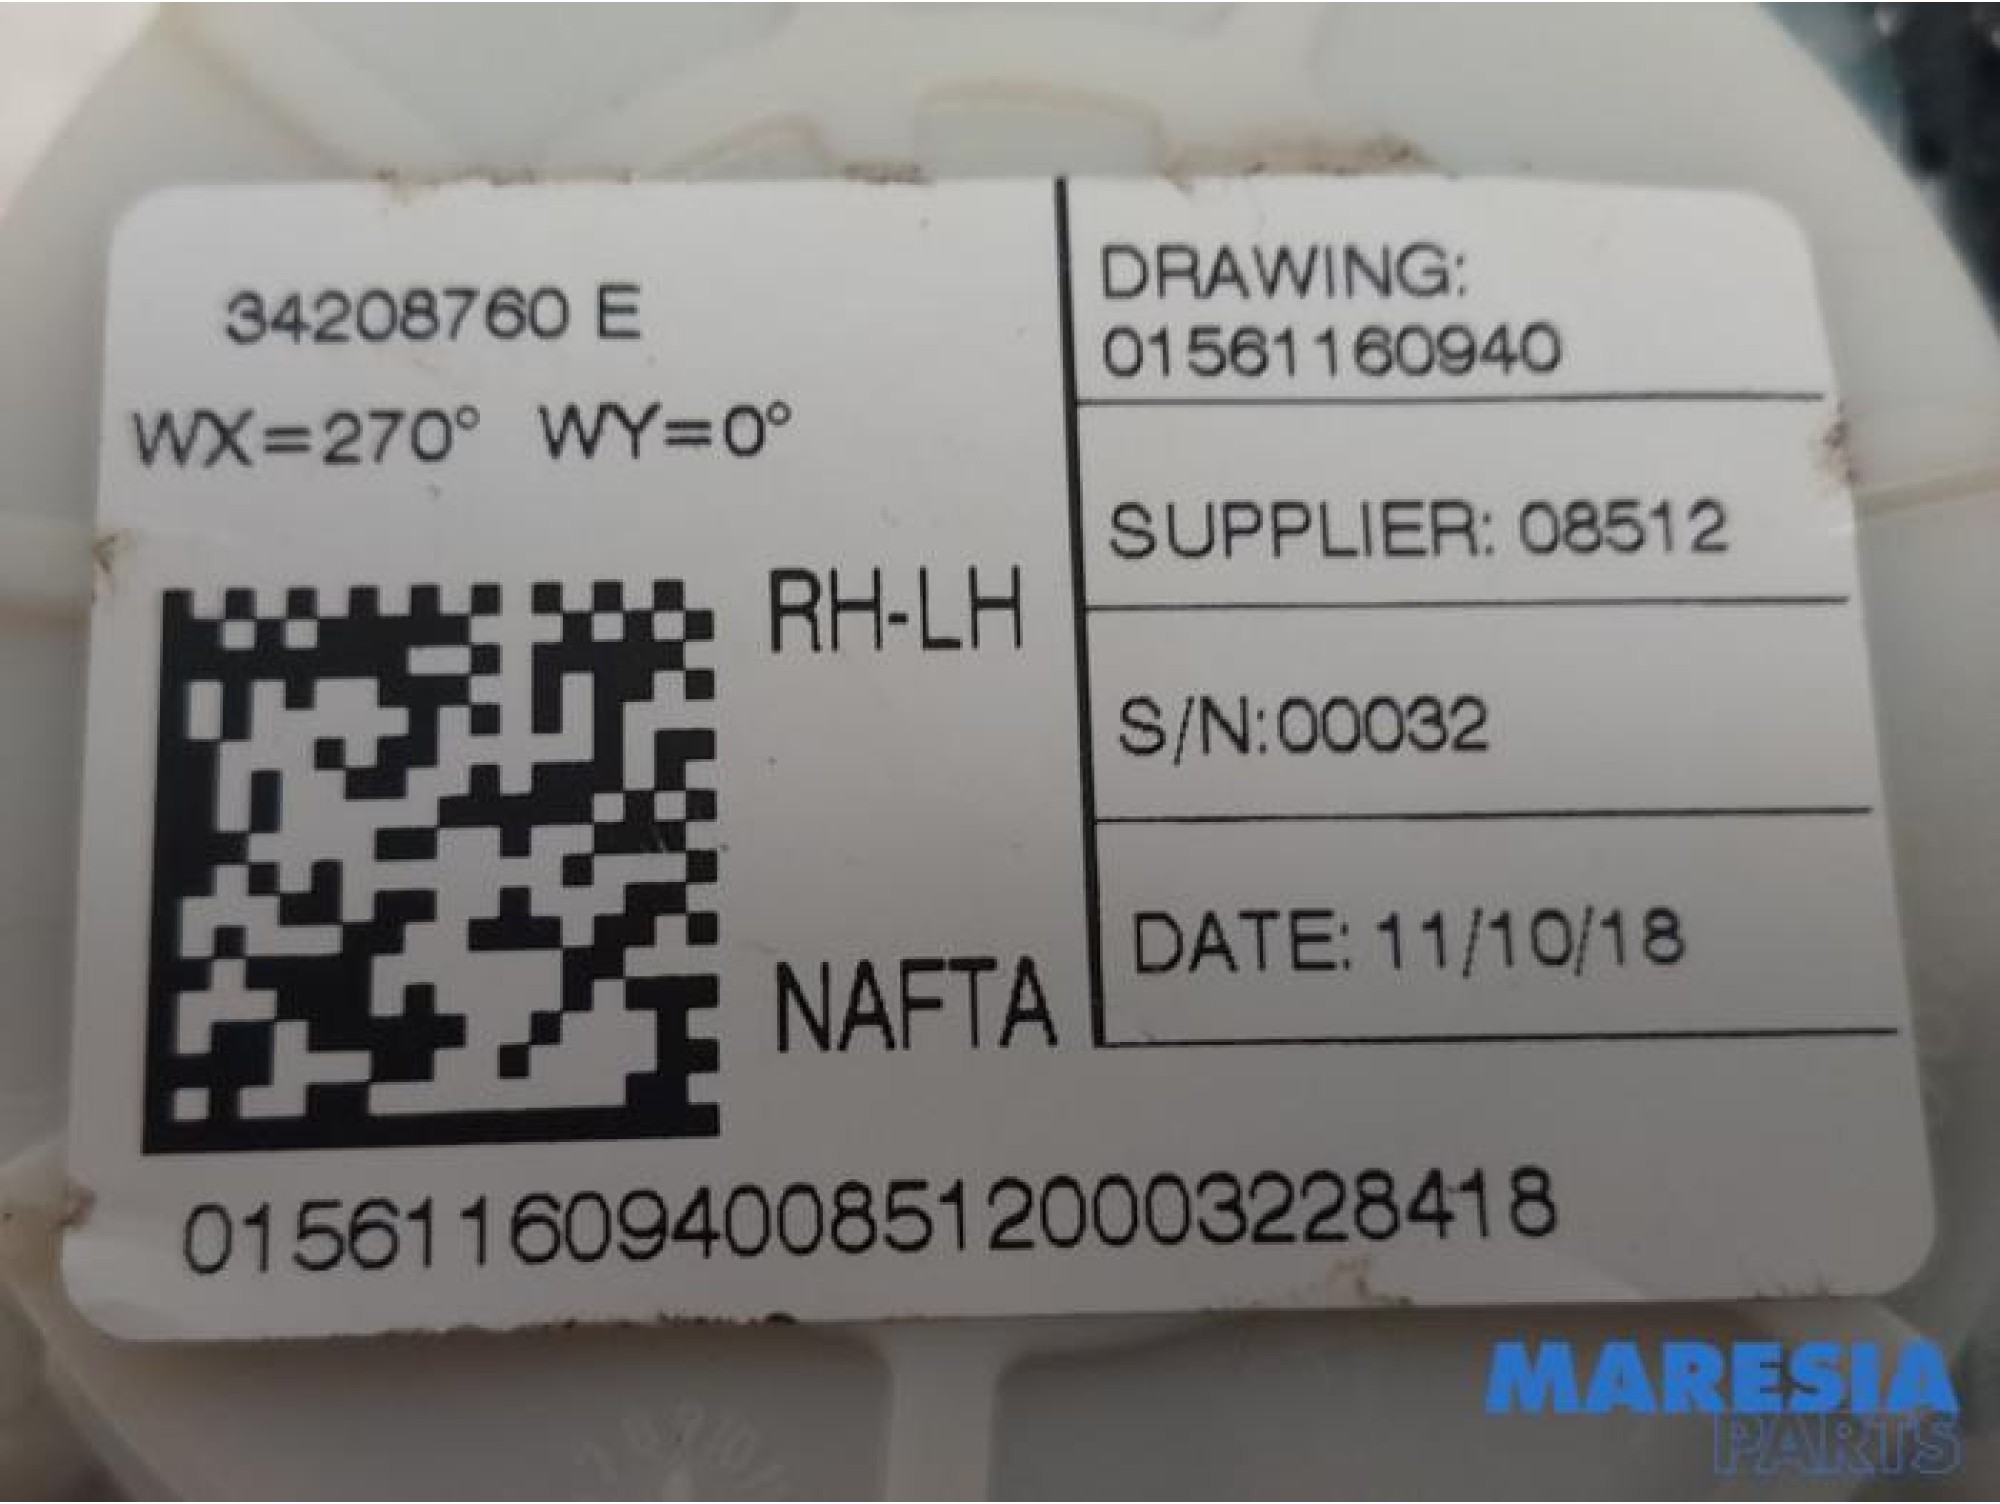 34208760 E
WX=270° WY=0°
RH-LH
NAFTA
DRAWING:
01561160940
SUPPLIER: 08512
S/N:00032
DATE: 11/10/18
01561160940085120003228418
MARESIA
PARTS